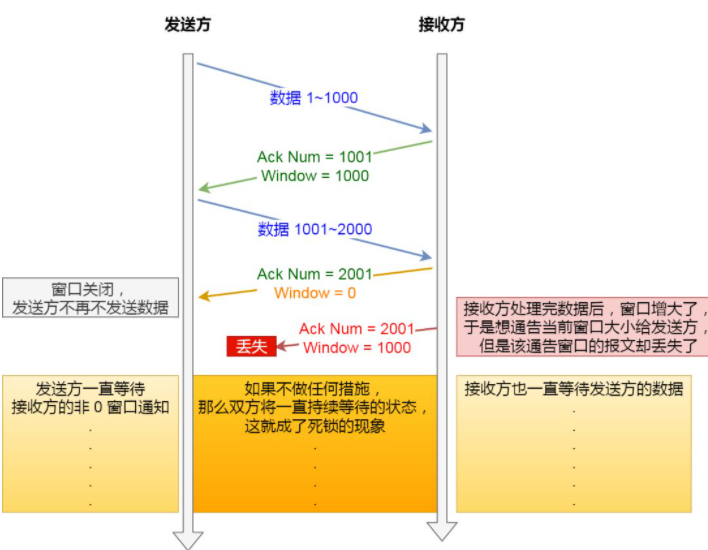 发送方
接收方
数据 1~1000
Ack Num = 1001
Window = 1000
数据 1001~2000
Ack Num = 2001
Window = 0
窗口关闭，
发送方不再不发送数据
接收方处理完数据后，窗口增大了，
于是想通告当前窗口大小给发送方，
但是该通告窗口的报文却丢失了
Ack Num = 2001
Window = 1000
丢失
发送方一直等待
接收方的非 0 窗口通知
.
.
.
.
.
如果不做任何措施，
那么双方将一直持续等待的状态，
这就成了死锁的现象
.
.
.
.
接收方也一直等待发送方的数据
.
.
.
.
.
.